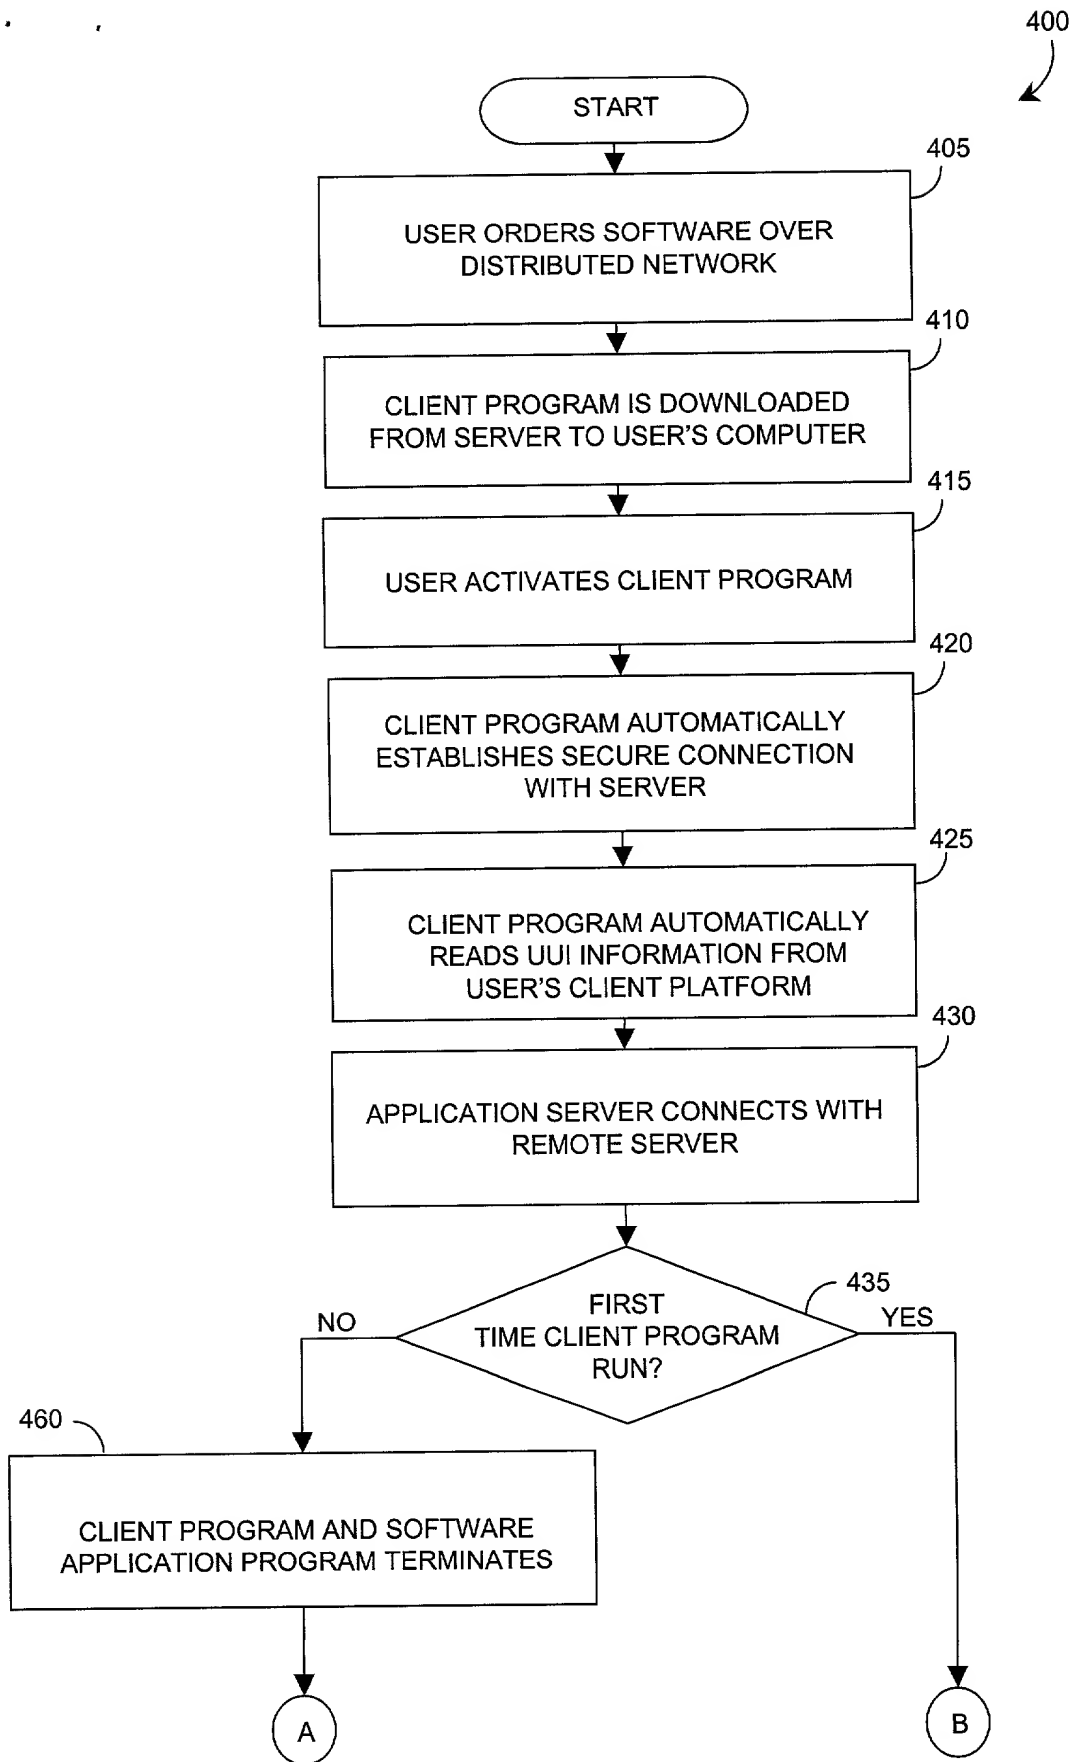 400
START
405
USER ORDERS SOFTWARE OVER
DISTRIBUTED NETWORK
410
CLIENT PROGRAM IS DOWNLOADED
FROM SERVER TO USER'S COMPUTER
415
USER ACTIVATES CLIENT PROGRAM
420
CLIENT PROGRAM AUTOMATICALLY
ESTABLISHES SECURE CONNECTION
WITH SERVER
425
CLIENT PROGRAM AUTOMATICALLY
READS UUI INFORMATION FROM
USER'S CLIENT PLATFORM
430
APPLICATION SERVER CONNECTS WITH
REMOTE SERVER
435
FIRST
TIME CLIENT PROGRAM
RUN?
NO
YES
460
CLIENT PROGRAM AND SOFTWARE
APPLICATION PROGRAM TERMINATES
A
B